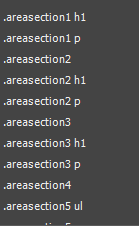 .areasection1 h1
.areasection1 p
.areasection2
.areasection2 h1
.areasection2 p
.areasection3
.areasection3 h1
.areasection3 p
.areasection4
.areasection5 ul